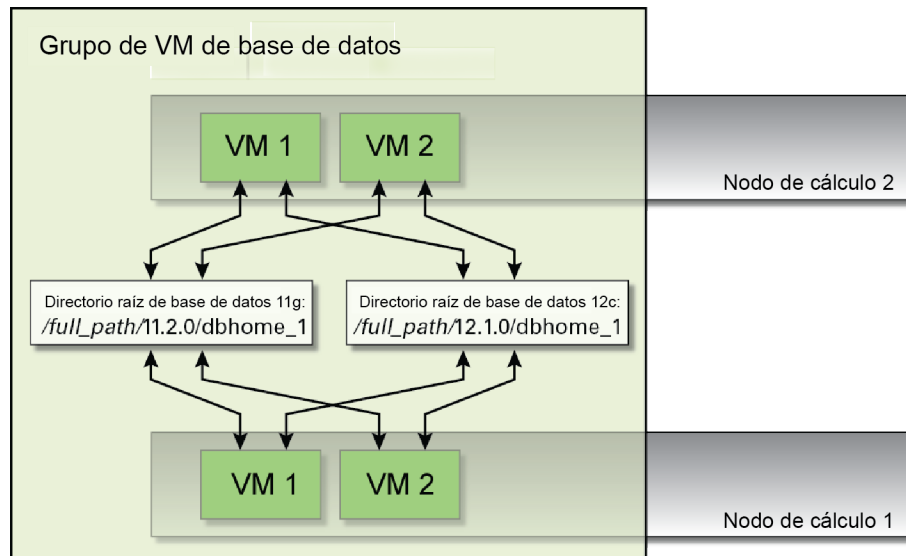 Grupo de VM de base de datos
VM 1
VM 2
Nodo de cálculo 2
Directorio raíz de base de datos 11g:
/full_path/11.2.0/dbhome_1
Directorio raíz de base de datos 12c:
/full_path/12.1.0/dbhome_1
VM 1
VM 2
Nodo de cálculo 1